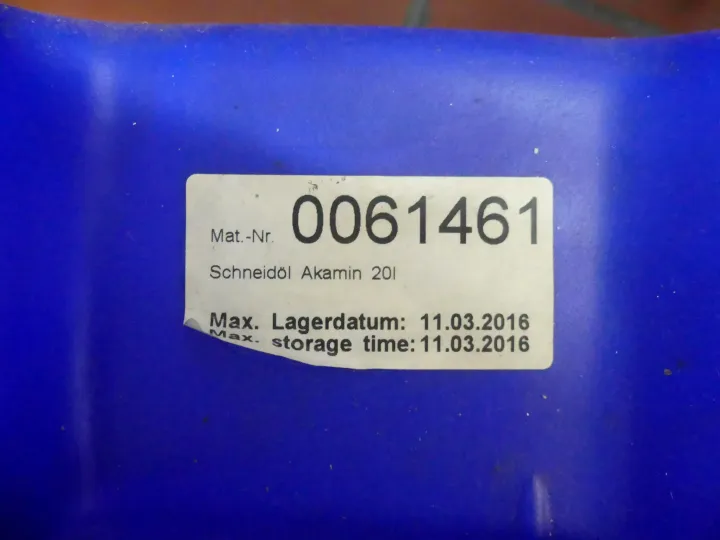 Mat.-Nr. 0061461
Schneidöl Akamin 20l
Max. Lagerdatum: 11.03.2016
Max. storage time: 11.03.2016